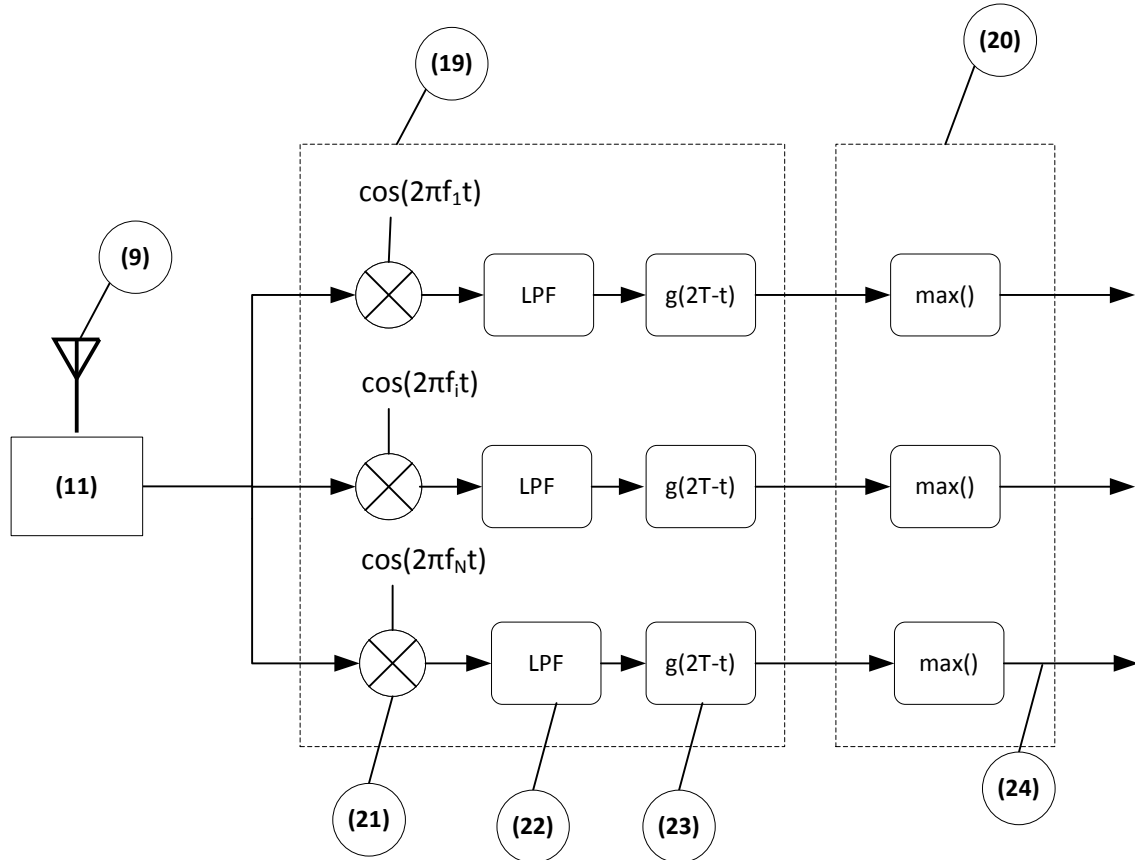 (19)
(20)
cos(2πf₁t)
(9)
LPF
g(2T-t)
max()
cos(2πfᵢt)
(11)
LPF
g(2T-t)
max()
cos(2πf_Nt)
LPF
g(2T-t)
max()
(21)
(22)
(23)
(24)